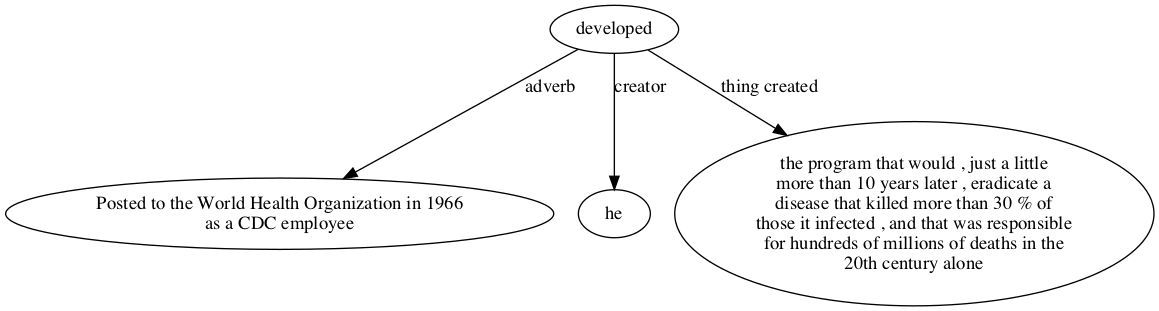 developed
adverb
creator
thing created
Posted to the World Health Organization in 1966
as a CDC employee
he
the program that would , just a little
more than 10 years later , eradicate a
disease that killed more than 30 % of
those it infected , and that was responsible
for hundreds of millions of deaths in the
20th century alone